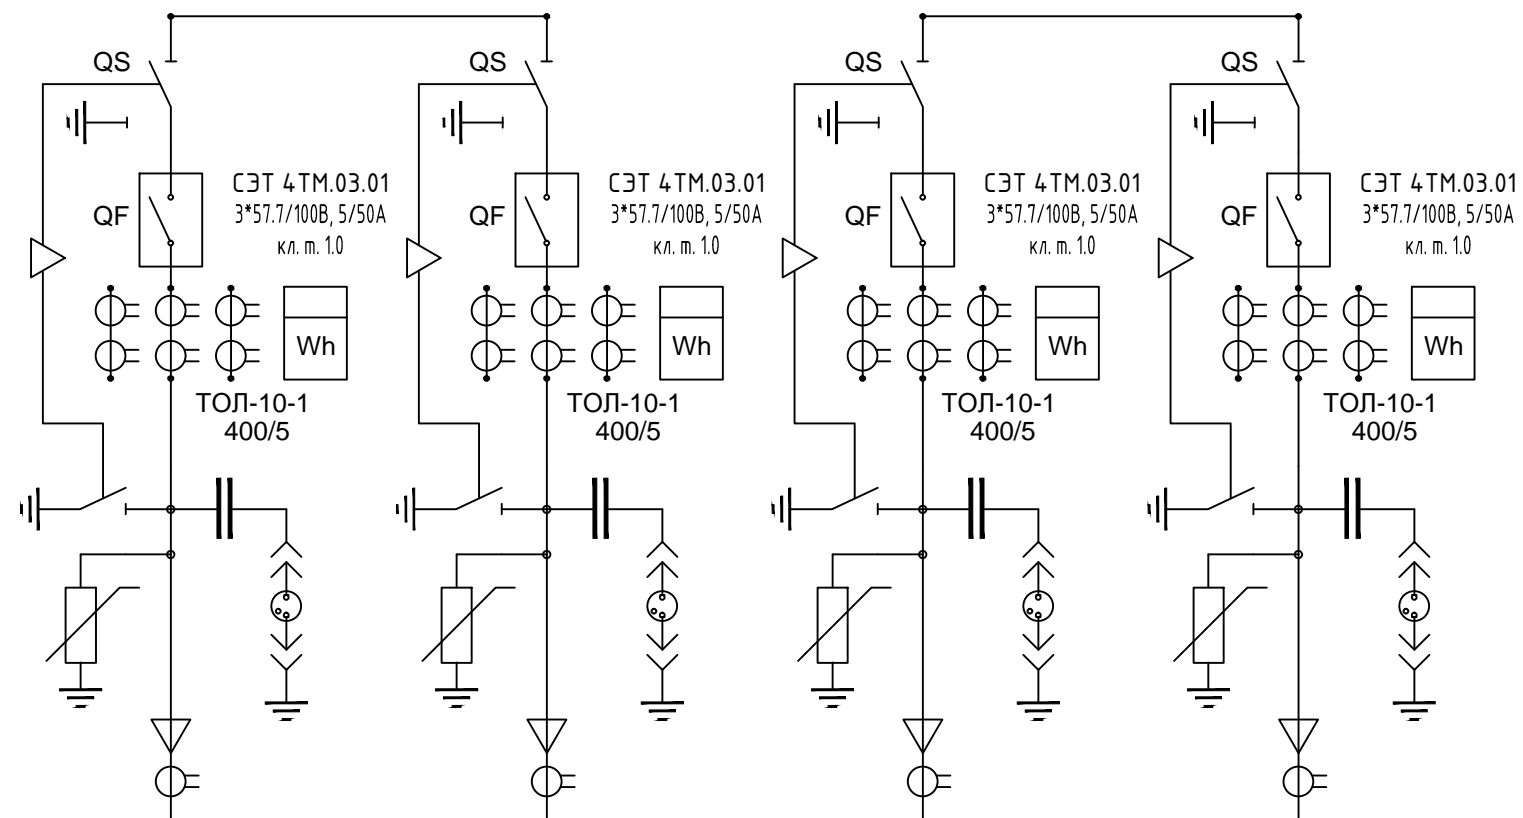 QS
QS
QS
QS
СЭТ 4ТМ.03.01
3*57.7/100В, 5/50А
кл. т. 1.0
СЭТ 4ТМ.03.01
3*57.7/100В, 5/50А
кл. т. 1.0
СЭТ 4ТМ.03.01
3*57.7/100В, 5/50А
кл. т. 1.0
СЭТ 4ТМ.03.01
3*57.7/100В, 5/50А
кл. т. 1.0
QF
QF
QF
QF
Wh
Wh
Wh
Wh
ТОЛ-10-1
400/5
ТОЛ-10-1
400/5
ТОЛ-10-1
400/5
ТОЛ-10-1
400/5